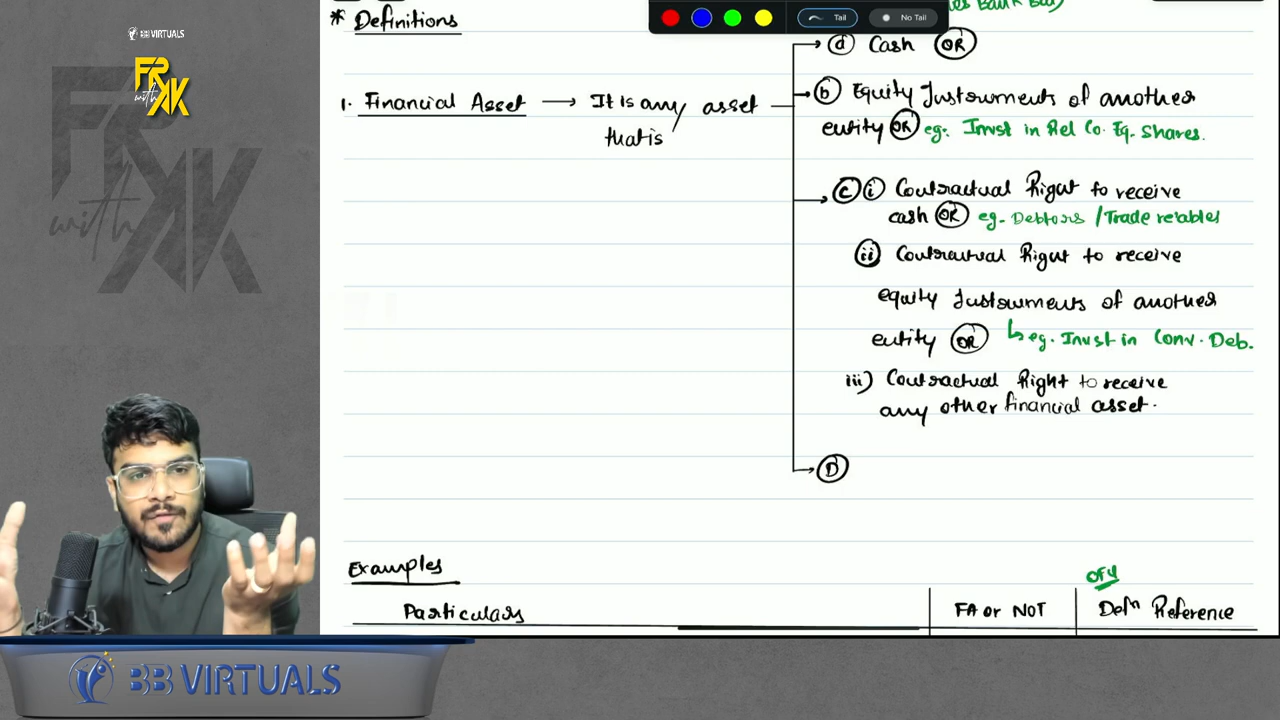 BB VIRTUALS
FR
with
AK
FR
with
AK
Tail
No Tail
* Definitions
1. Financial Asset → It is any asset
that is
→ (a) Cash (OR)
→ (b) Equity Instruments of another
entity (OR) eg. Invst in Rel Co. Eq. Shares.
→ (C) (i) Contractual Right to receive
cash (OR) eg- Debtors / Trade recables
(ii) Contractual Right to receive
equity Instruments of another
entity (OR) ↳ eg. Invst in Conv. Deb.
iii) Contractual Right to receive
any other financial asset.
→ (D)
Examples
Particulars
FA or NOT
Defn Reference
BB VIRTUALS